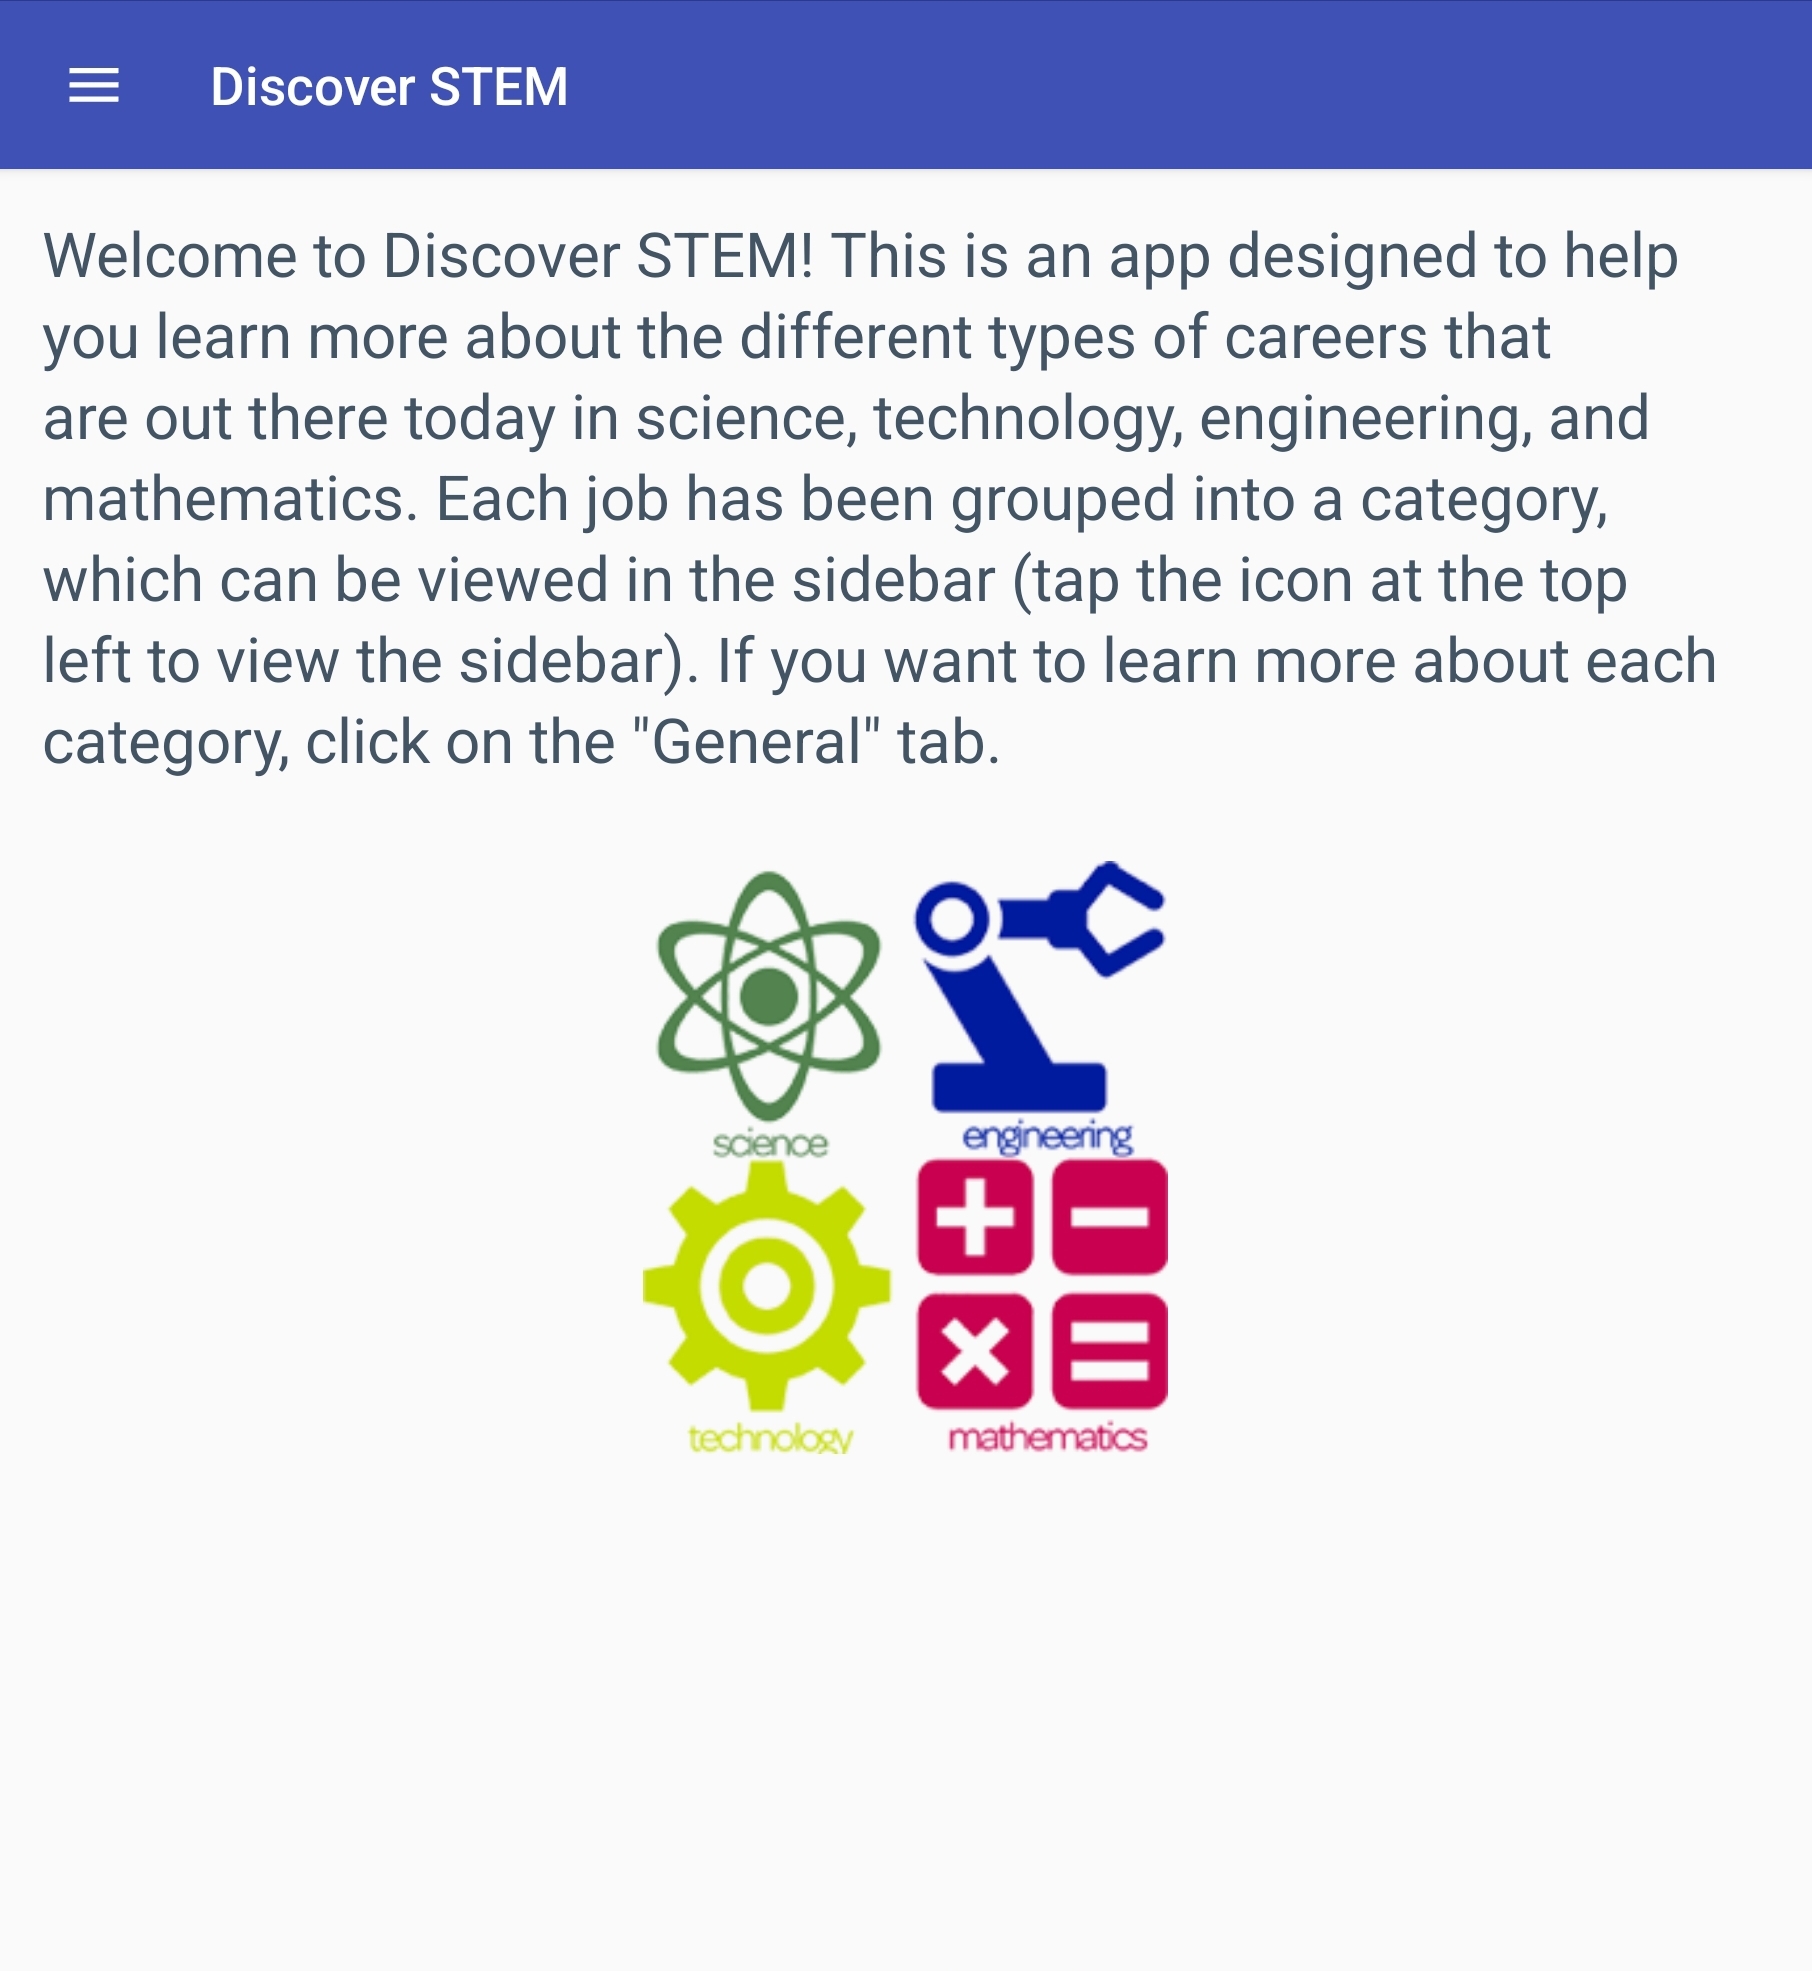 Discover STEM
Welcome to Discover STEM! This is an app designed to help
you learn more about the different types of careers that
are out there today in science, technology, engineering, and
mathematics. Each job has been grouped into a category,
which can be viewed in the sidebar (tap the icon at the top
left to view the sidebar). If you want to learn more about each
category, click on the "General" tab.
science
engineering
technology
mathematics